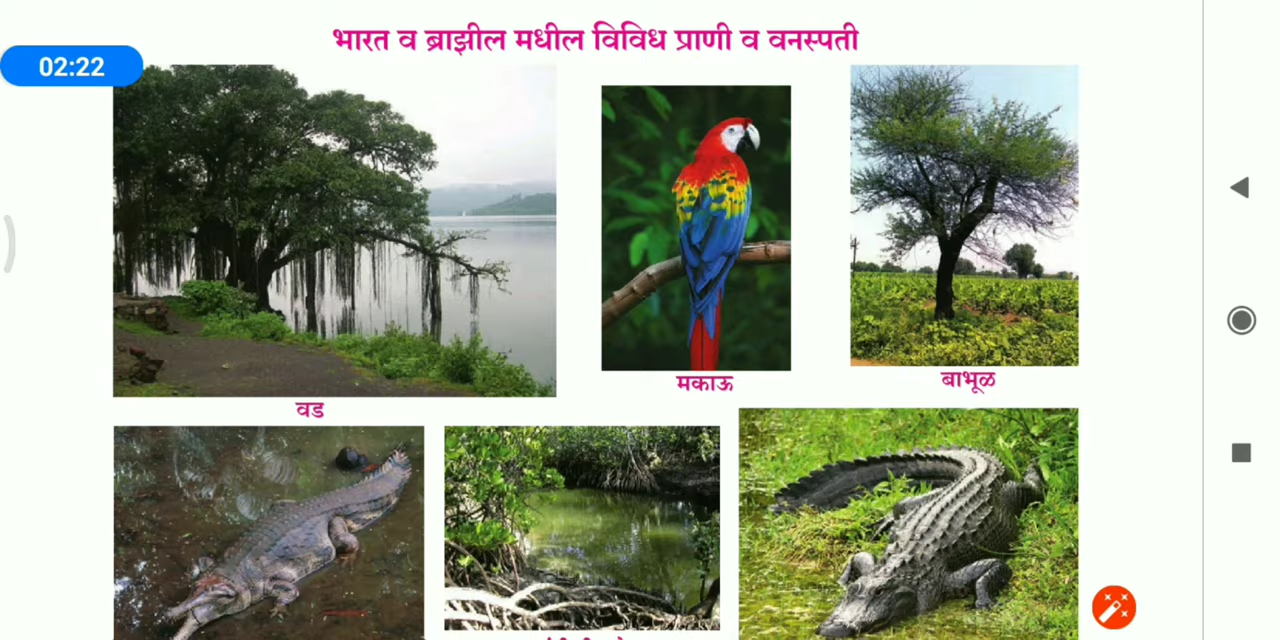 भारत व ब्राझील मधील विविध प्राणी व वनस्पती
02:22
मकाऊ
बाभूळ
वड